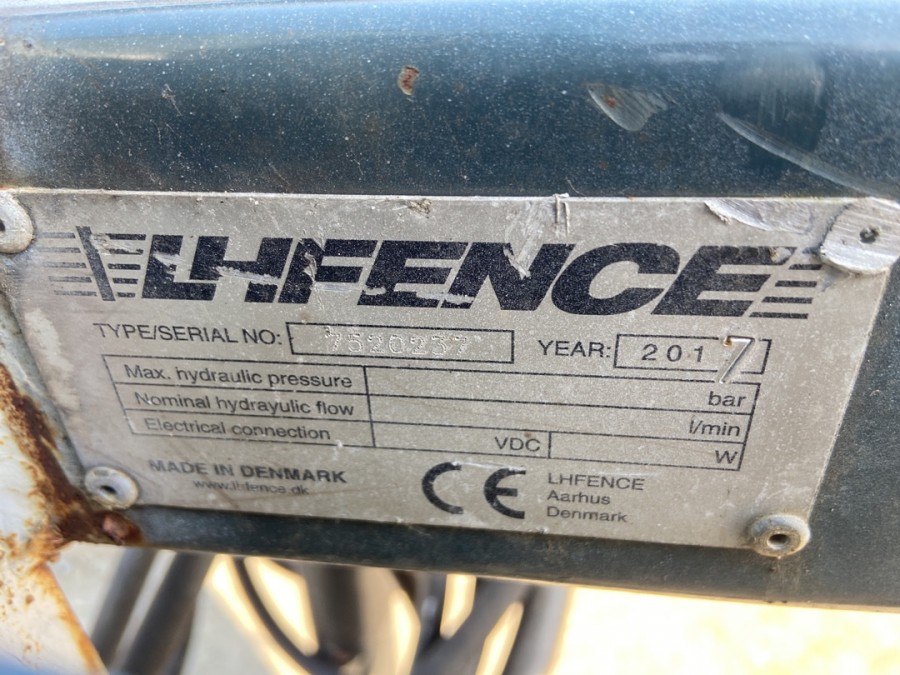 LHFENCE
TYPE/SERIAL NO: 7520237 YEAR: 2017
Max. hydraulic pressure bar
Nominal hydrayulic flow l/min
Electrical connection VDC W
MADE IN DENMARK
www.lhfence.dk
CE
LHFENCE
Aarhus
Denmark